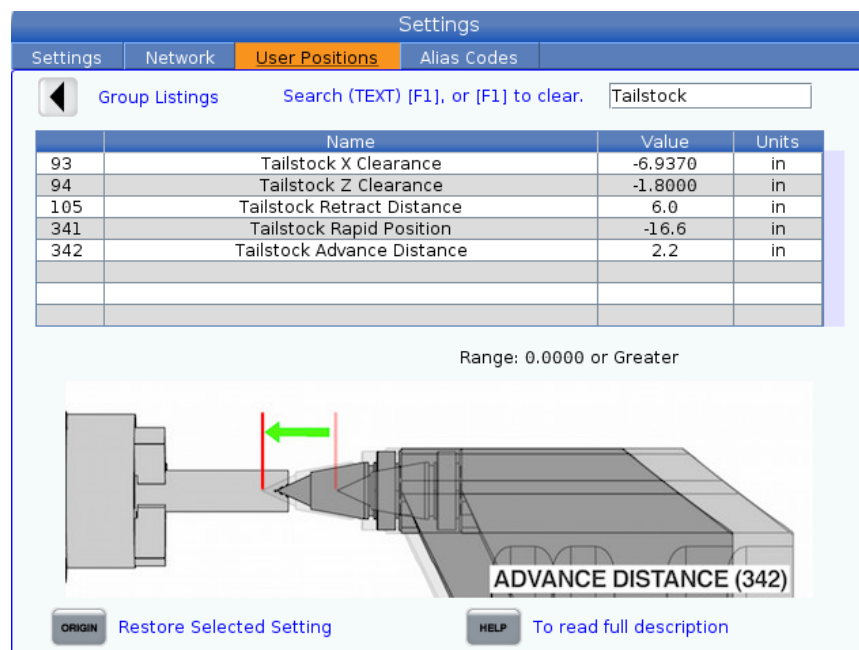 Settings
Settings Network User Positions Alias Codes
Group Listings Search (TEXT) [F1], or [F1] to clear. Tailstock
Name Value Units
93 Tailstock X Clearance -6.9370 in
94 Tailstock Z Clearance -1.8000 in
105 Tailstock Retract Distance 6.0 in
341 Tailstock Rapid Position -16.6 in
342 Tailstock Advance Distance 2.2 in
Range: 0.0000 or Greater
ADVANCE DISTANCE (342)
ORIGIN Restore Selected Setting HELP To read full description